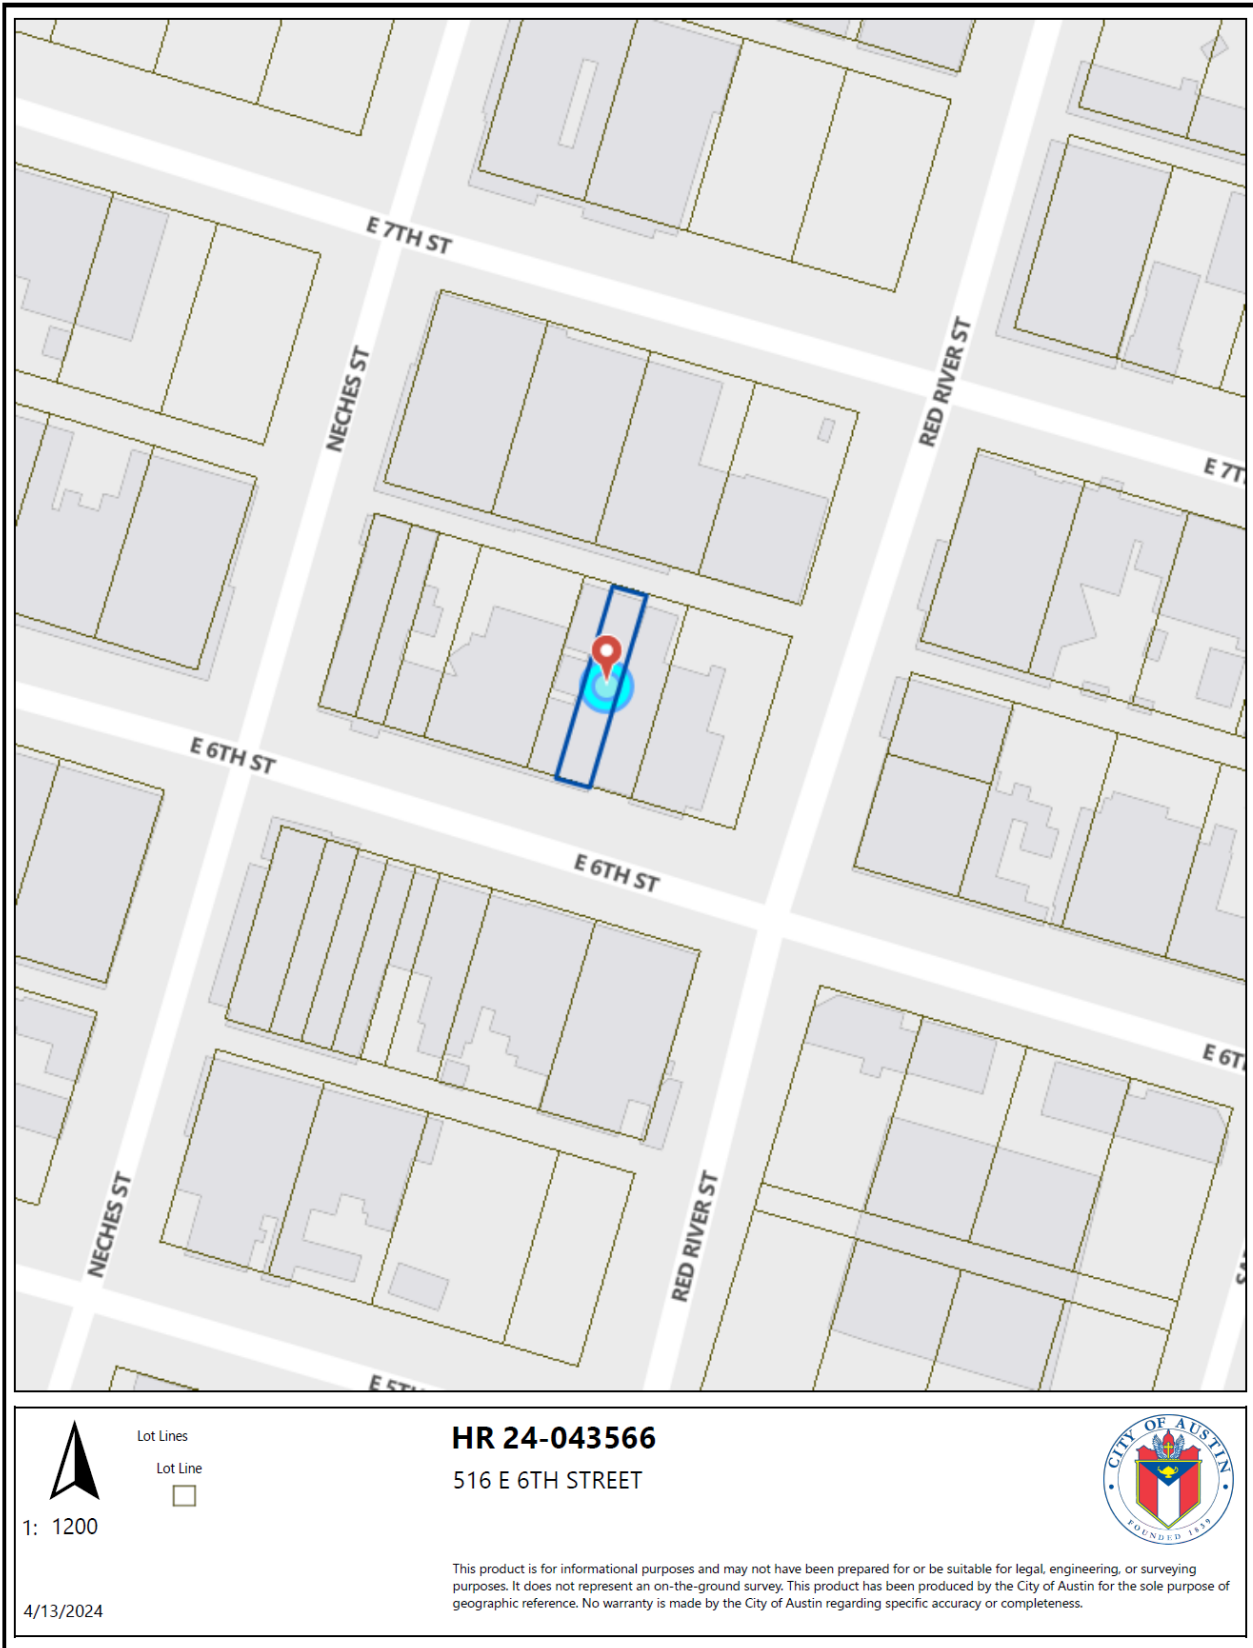 E 7TH ST
NECHES ST
RED RIVER ST
E 7T
E 6TH ST
E 6TH ST
E 6T
NECHES ST
RED RIVER ST
E 5T
Lot Lines
Lot Line
1: 1200
4/13/2024
HR 24-043566
516 E 6TH STREET
This product is for informational purposes and may not have been prepared for or be suitable for legal, engineering, or surveying
purposes. It does not represent an on-the-ground survey. This product has been produced by the City of Austin for the sole purpose of
geographic reference. No warranty is made by the City of Austin regarding specific accuracy or completeness.
CITY OF AUSTIN
FOUNDED 1839